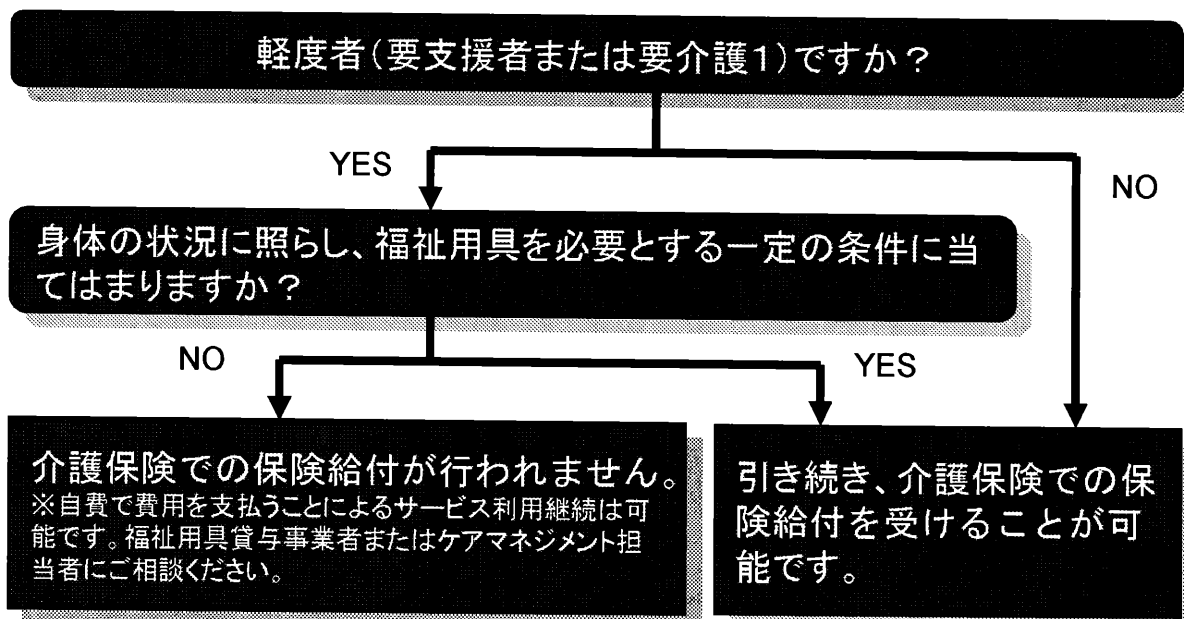 軽度者(要支援者または要介護1)ですか?
YES
NO
身体の状況に照らし、福祉用具を必要とする一定の条件に当
てはまりますか?
NO
YES
介護保険での保険給付が行われません。
※自費で費用を支払うことによるサービス利用継続は可
能です。福祉用具貸与事業者またはケアマネジメント担
当者にご相談ください。
引き続き、介護保険での保
険給付を受けることが可
能です。